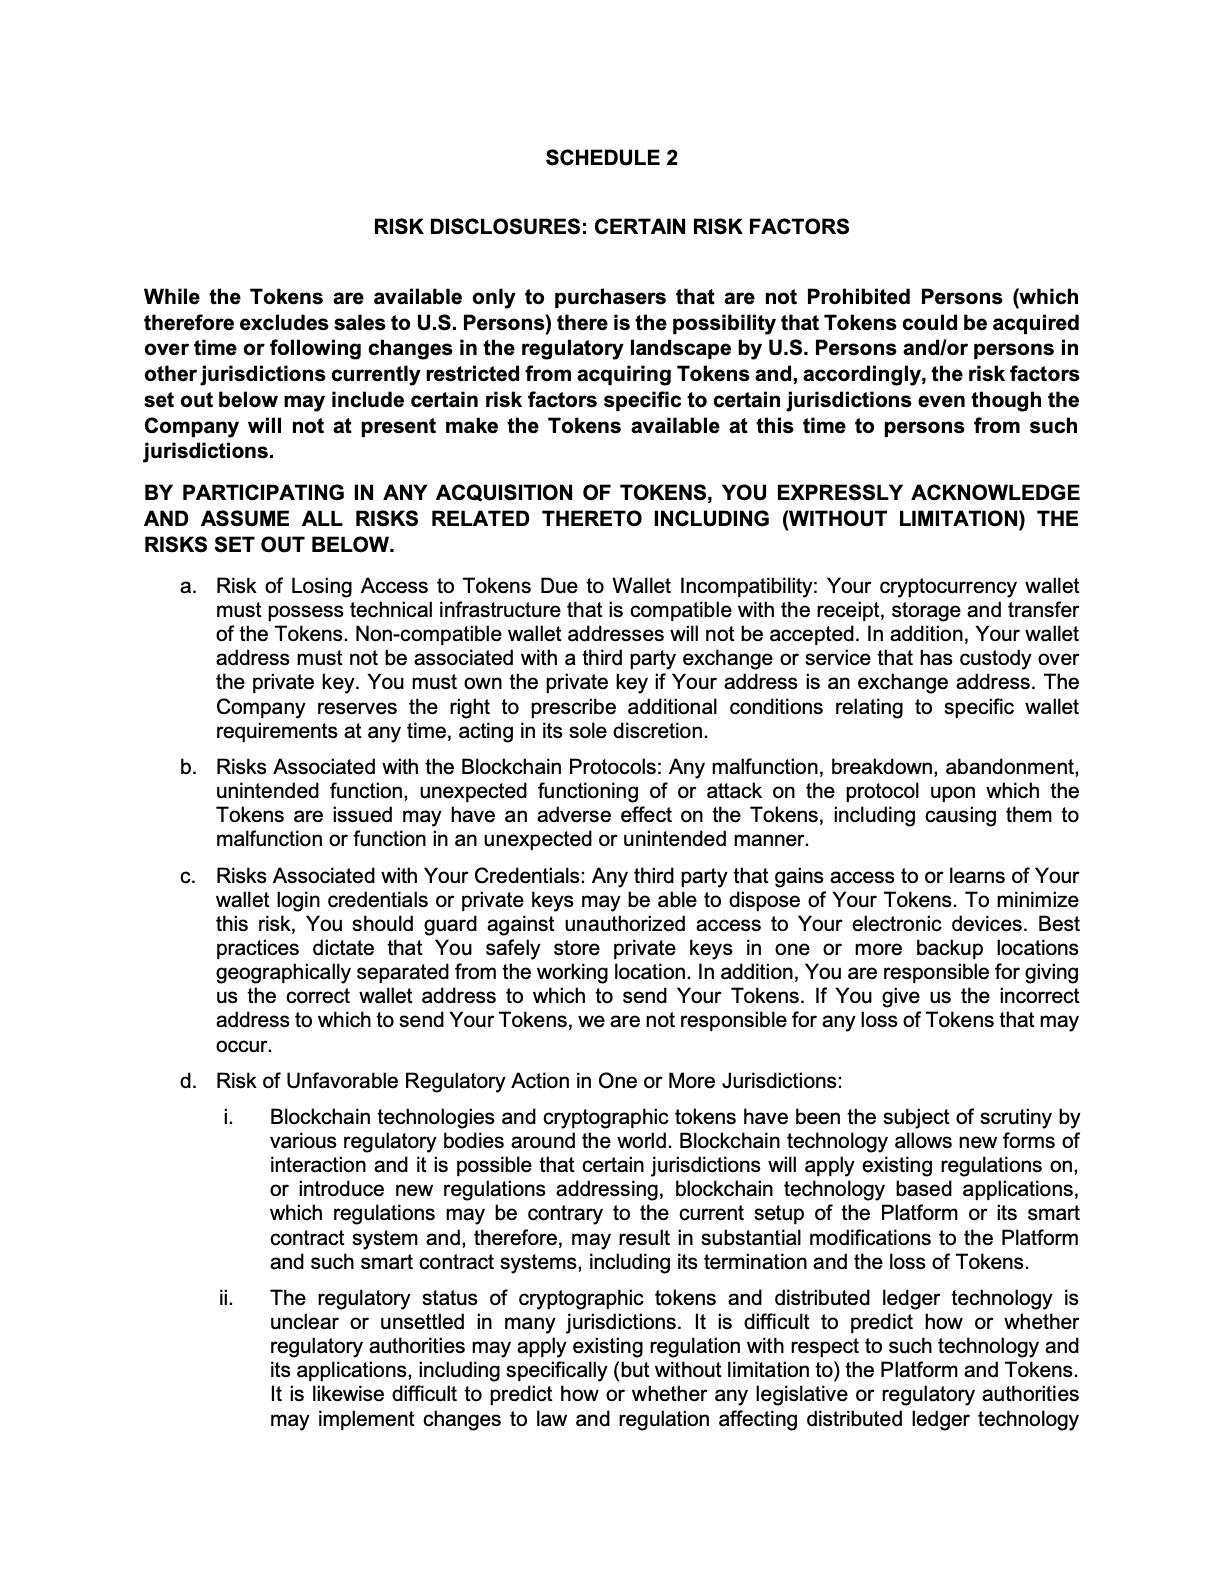 SCHEDULE 2
RISK DISCLOSURES: CERTAIN RISK FACTORS
While the Tokens are available only to purchasers that are not Prohibited Persons (which
therefore excludes sales to U.S. Persons) there is the possibility that Tokens could be acquired
over time or following changes in the regulatory landscape by U.S. Persons and/or persons in
other jurisdictions currently restricted from acquiring Tokens and, accordingly, the risk factors
set out below may include certain risk factors specific to certain jurisdictions even though the
Company will not at present make the Tokens available at this time to persons from such
jurisdictions.
BY PARTICIPATING IN ANY ACQUISITION OF TOKENS, YOU EXPRESSLY ACKNOWLEDGE
AND ASSUME ALL RISKS RELATED THERETO INCLUDING (WITHOUT LIMITATION) THE
RISKS SET OUT BELOW.
a. Risk of Losing Access to Tokens Due to Wallet Incompatibility: Your cryptocurrency wallet
must possess technical infrastructure that is compatible with the receipt, storage and transfer
of the Tokens. Non-compatible wallet addresses will not be accepted. In addition, Your wallet
address must not be associated with a third party exchange or service that has custody over
the private key. You must own the private key if Your address is an exchange address. The
Company reserves the right to prescribe additional conditions relating to specific wallet
requirements at any time, acting in its sole discretion.
b. Risks Associated with the Blockchain Protocols: Any malfunction, breakdown, abandonment,
unintended function, unexpected functioning of or attack on the protocol upon which the
Tokens are issued may have an adverse effect on the Tokens, including causing them to
malfunction or function in an unexpected or unintended manner.
c. Risks Associated with Your Credentials: Any third party that gains access to or learns of Your
wallet login credentials or private keys may be able to dispose of Your Tokens. To minimize
this risk, You should guard against unauthorized access to Your electronic devices. Best
practices dictate that You safely store private keys in one or more backup locations
geographically separated from the working location. In addition, You are responsible for giving
us the correct wallet address to which to send Your Tokens. If You give us the incorrect
address to which to send Your Tokens, we are not responsible for any loss of Tokens that may
occur.
d. Risk of Unfavorable Regulatory Action in One or More Jurisdictions:
i. Blockchain technologies and cryptographic tokens have been the subject of scrutiny by
various regulatory bodies around the world. Blockchain technology allows new forms of
interaction and it is possible that certain jurisdictions will apply existing regulations on,
or introduce new regulations addressing, blockchain technology based applications,
which regulations may be contrary to the current setup of the Platform or its smart
contract system and, therefore, may result in substantial modifications to the Platform
and such smart contract systems, including its termination and the loss of Tokens.
ii. The regulatory status of cryptographic tokens and distributed ledger technology is
unclear or unsettled in many jurisdictions. It is difficult to predict how or whether
regulatory authorities may apply existing regulation with respect to such technology and
its applications, including specifically (but without limitation to) the Platform and Tokens.
It is likewise difficult to predict how or whether any legislative or regulatory authorities
may implement changes to law and regulation affecting distributed ledger technology